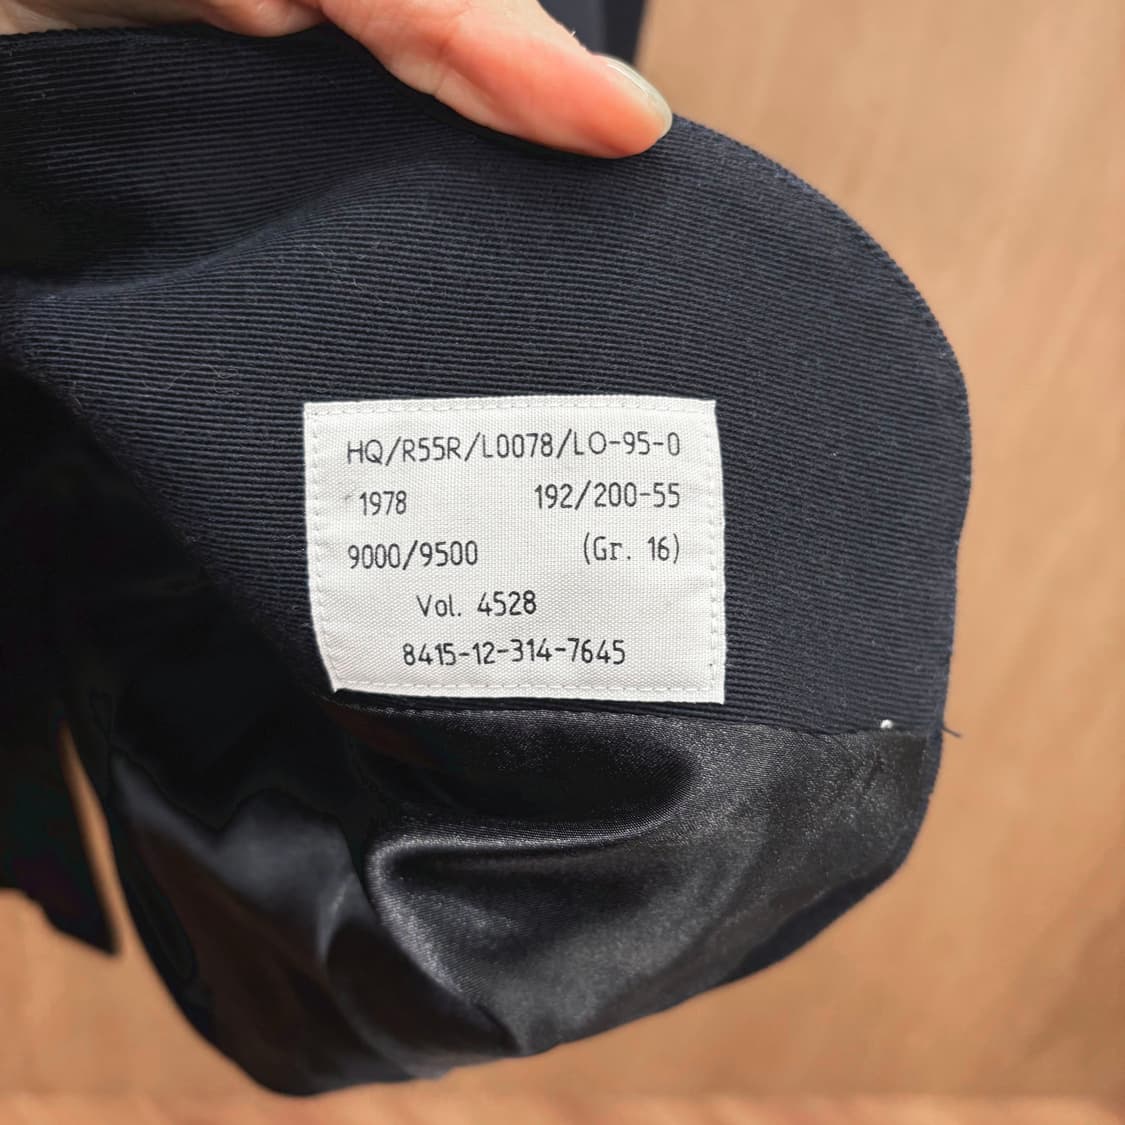 HQ/R55R/L0078/LO-95-0
1978 192/200-55
9000/9500 (Gr. 16)
Vol. 4528
8415-12-314-7645